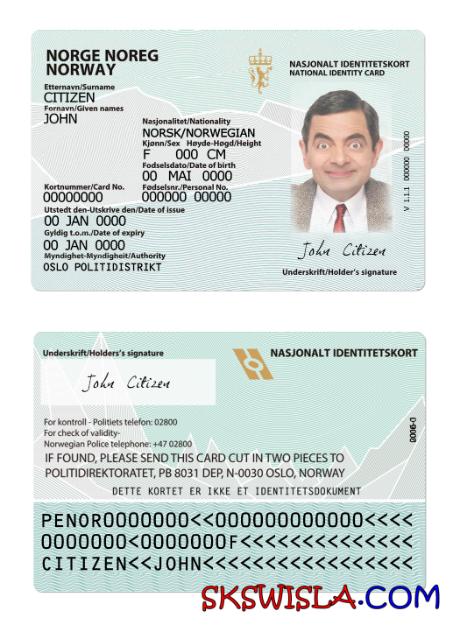 NORGE NOREG
NORWAY
NASJONALT IDENTITETSKORT
NATIONAL IDENTITY CARD
Etternavn/Surname
CITIZEN
Fornavn/Given names
JOHN
Nasjonalitet/Nationality
NORSK/NORWEGIAN
Kjønn/Sex Høyde-Høgd/Height
F 000 CM
Fodselsdato/Date of birth
00 MAI 0000
Kortnummer/Card No. Fødselsnr./Personal No.
00000000 000000 00000
Utstedt den-Utskrive den/Date of issue
00 JAN 0000
Gyldig t.o.m./Date of expiry
00 JAN 0000
Myndighet-Myndigheit/Authority
OSLO POLITIDISTRIKT
V 1.1.1 000000 00000
John Citizen
Underskrift/Holder's signature
Underskrift/Holders's signature
NASJONALT IDENTITETSKORT
John Citizen
For kontroll - Politiets telefon: 02800
For check of validity-
Norwegian Police telephone: +47 02800
IF FOUND, PLEASE SEND THIS CARD CUT IN TWO PIECES TO
POLITIDIREKTORATET, PB 8031 DEP, N-0030 OSLO, NORWAY
DETTE KORTET ER IKKE ET IDENTITETSDOKUMENT
PENOR0000000<<000000000000<<<<
0000000<0000000F<<<<<<<<<<<<<<
CITIZEN<<JOHN<<<<<<<<<<<<<<<<<
SKSWISLA.COM